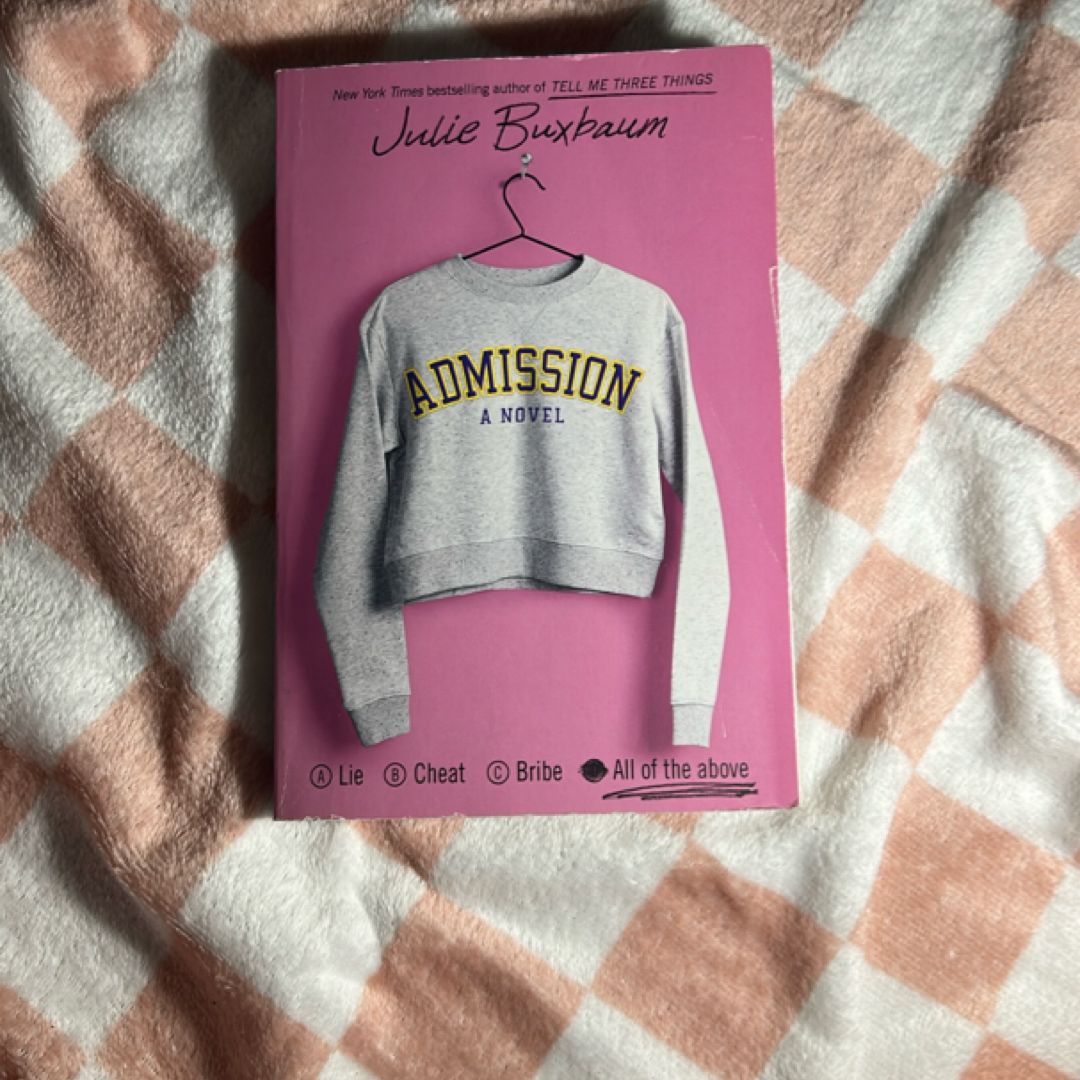 New York Times bestselling author of TELL ME THREE THINGS
Julie Buxbaum
ADMISSION
A NOVEL
Ⓐ Lie Ⓑ Cheat Ⓒ Bribe ● All of the above